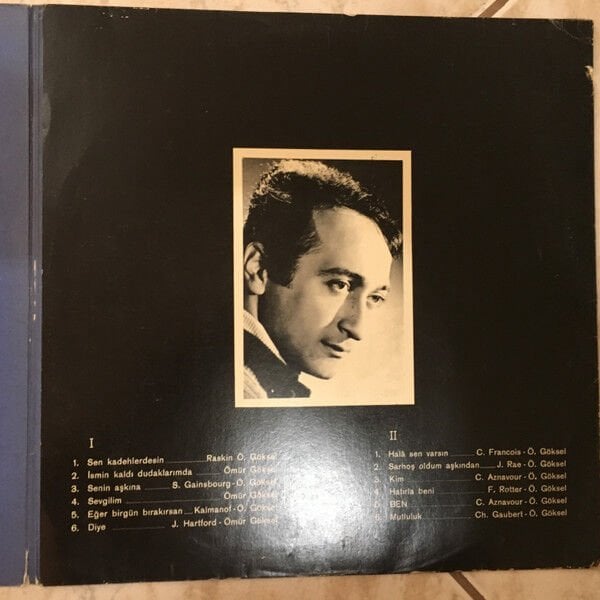 I
1. Sen kadehlerdesin Raskin Ö. Göksel
2. İsmin kaldı dudaklarımda Ömür Göksel
3. Senin aşkına S. Gainsbourg - Ö. Göksel
4. Sevgilim Ömür Göksel
5. Eğer birgün bırakırsan Kalmanof - Ö. Göksel
6. Diye J. Hartford - Ömür Göksel
II
1. Halâ sen varsın C. Francois - Ö. Göksel
2. Sarhoş oldum aşkından J. Rae - Ö. Göksel
3. Kim C. Aznavour - Ö. Göksel
4. Hatırla beni F. Rotter - Ö. Göksel
5. BEN C. Aznavour - Ö. Göksel
6. Mutluluk Ch. Gaubert - Ö. Göksel